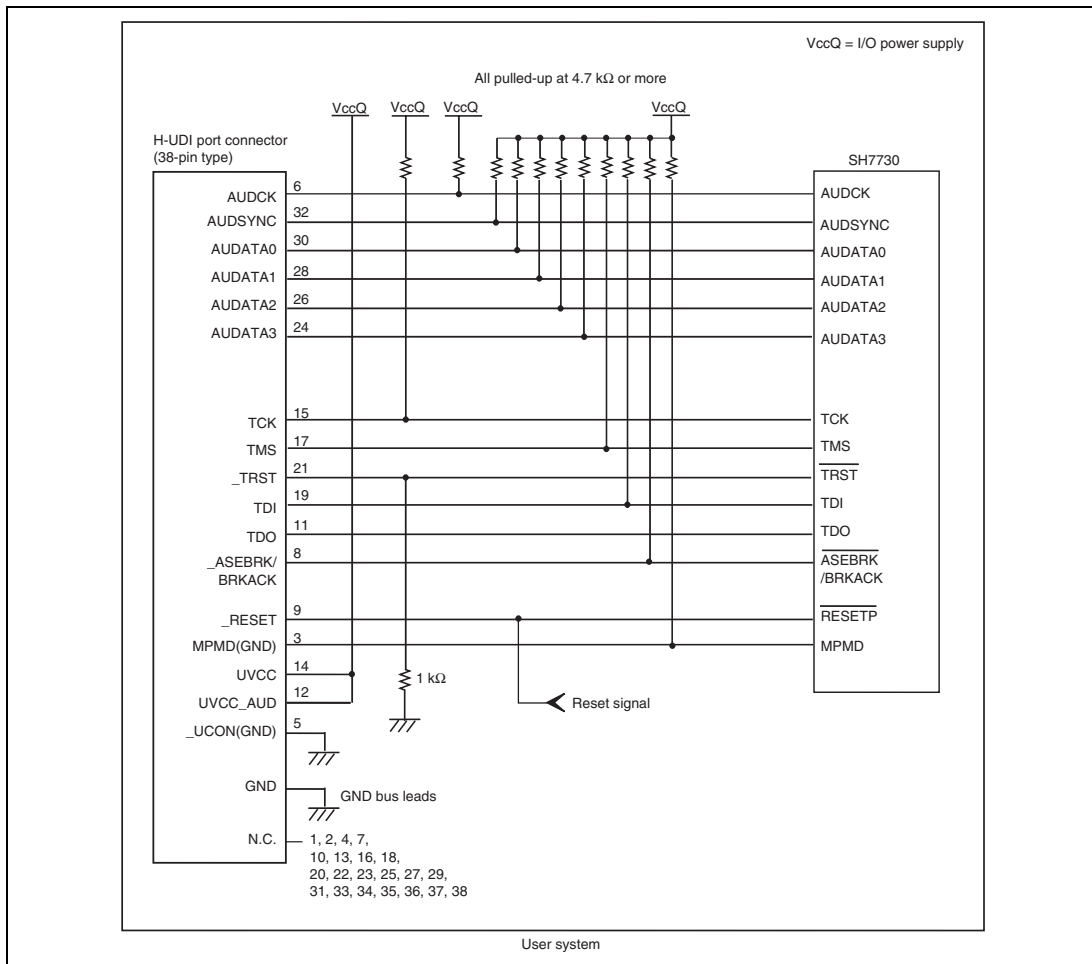 VccQ = I/O power supply
All pulled-up at 4.7 kΩ or more
VccQ VccQ VccQ VccQ
H-UDI port connector
(38-pin type)
SH7730
AUDCK 6 AUDCK
AUDSYNC 32 AUDSYNC
AUDATA0 30 AUDATA0
AUDATA1 28 AUDATA1
AUDATA2 26 AUDATA2
AUDATA3 24 AUDATA3
TCK 15 TCK
TMS 17 TMS
_TRST 21 TRST
TDI 19 TDI
TDO 11 TDO
_ASEBRK/ 8 ASEBRK
BRKACK /BRKACK
_RESET 9 RESETP
MPMD(GND) 3 MPMD
UVCC 14 1 kΩ
UVCC_AUD 12 Reset signal
_UCON(GND) 5
GND GND bus leads
N.C. 1, 2, 4, 7,
10, 13, 16, 18,
20, 22, 23, 25, 27, 29,
31, 33, 34, 35, 36, 37, 38
User system